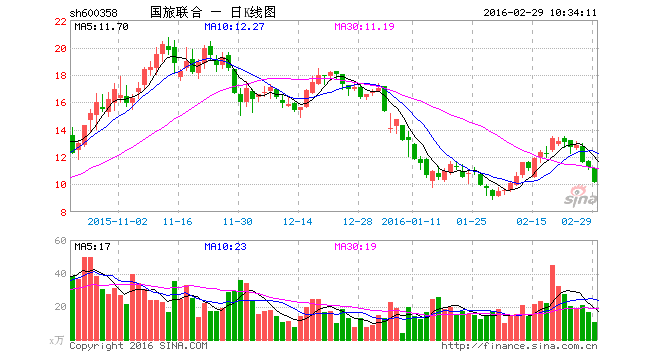 sh600358 国旅联合 一 日K线图 2016-02-29 10:34:11
MA5:11.70 MA10:12.27 MA30:11.19
22
20
18
16
14
12
10
8
sina
2015-11-02 11-16 11-30 12-14 12-28 2016-01-11 01-25 02-15 02-29
MA5:17 MA10:23 MA30:19
60
40
20
x万
Copyright 2016 SINA.COM http://finance.sina.com.cn